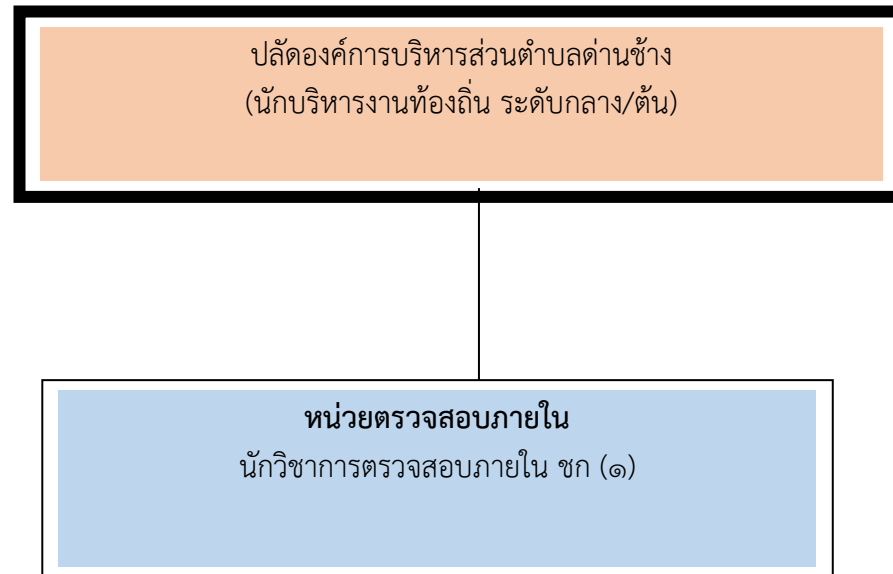 ปลัดองค์การบริหารส่วนตำบลด่านช้าง
(นักบริหารงานท้องถิ่น ระดับกลาง/ต้น)
หน่วยตรวจสอบภายใน
นักวิชาการตรวจสอบภายใน ชก (๑)